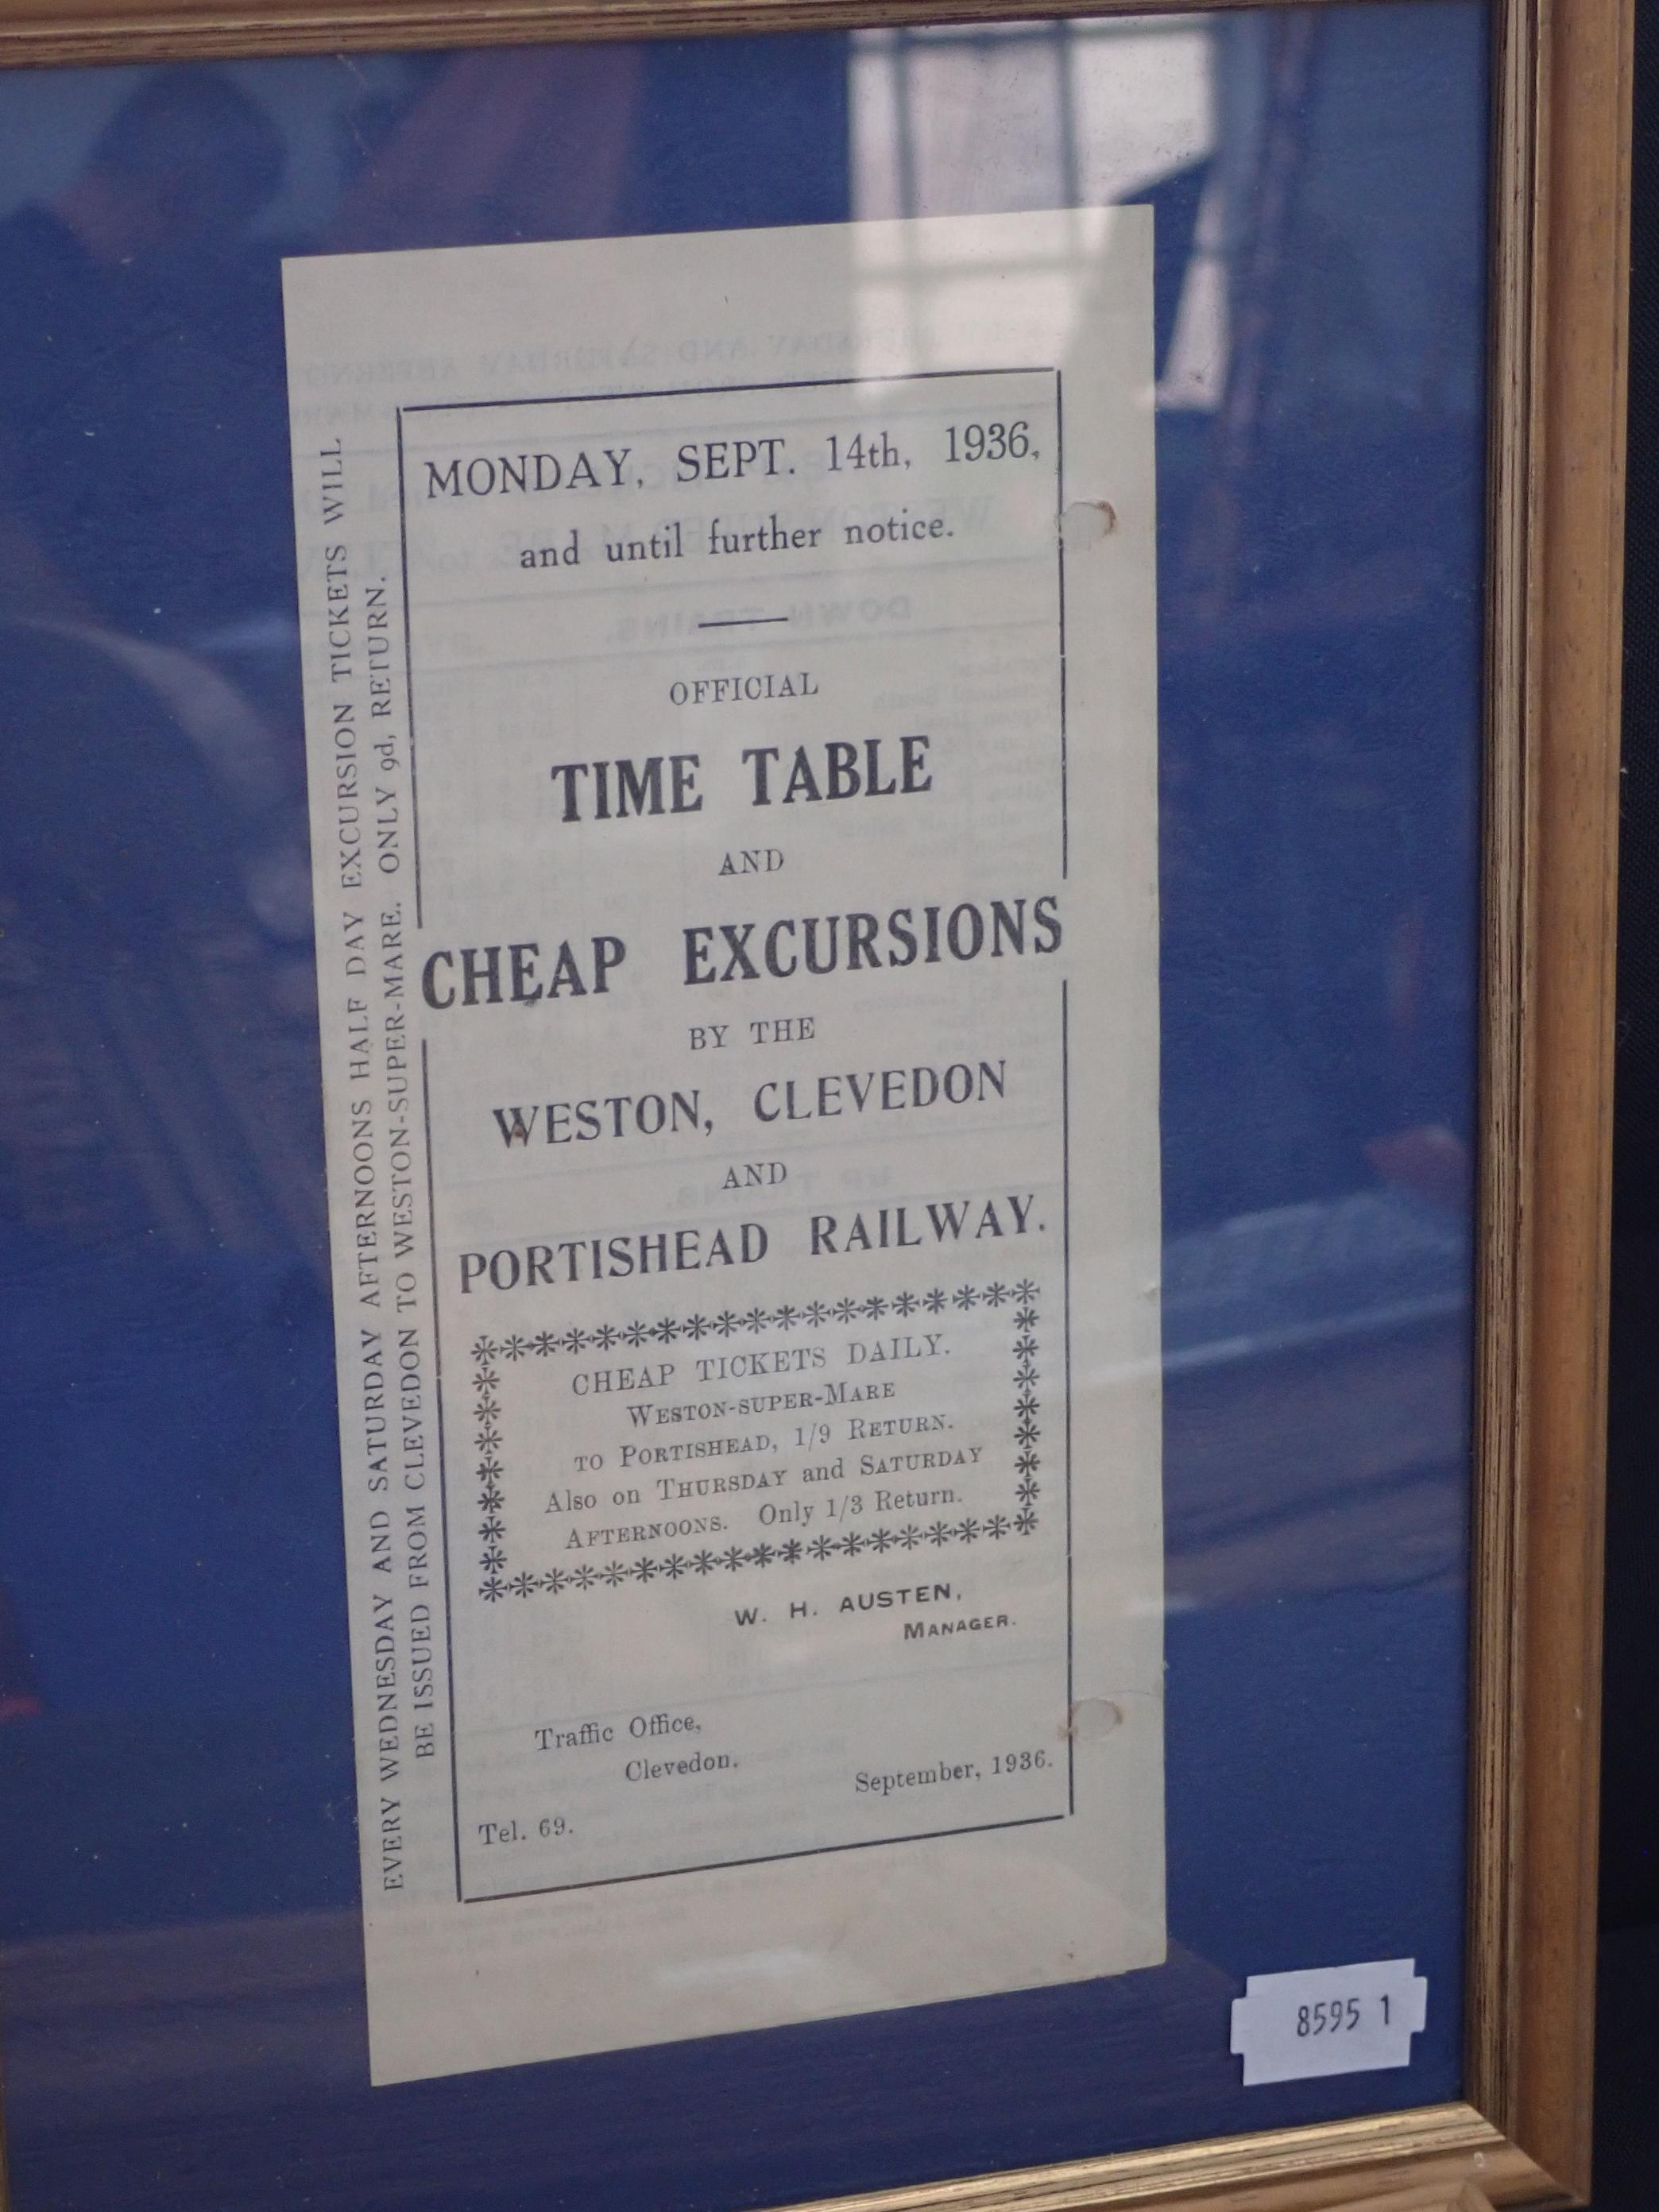 EVERY WEDNESDAY AND SATURDAY AFTERNOONS HALF DAY EXCURSION TICKETS WILL
BE ISSUED FROM CLEVEDON TO WESTON-SUPER-MARE. ONLY 9d, RETURN.
MONDAY, SEPT. 14th, 1936,
and until further notice.
OFFICIAL
TIME TABLE
AND
CHEAP EXCURSIONS
BY THE
WESTON, CLEVEDON
AND
PORTISHEAD RAILWAY.
CHEAP TICKETS DAILY.
WESTON-SUPER-MARE
TO PORTISHEAD, 1/9 RETURN.
Also on THURSDAY and SATURDAY
AFTERNOONS. Only 1/3 Return.
W. H. AUSTEN,
MANAGER.
Traffic Office,
Clevedon.
September, 1936.
Tel. 69.
8595 1